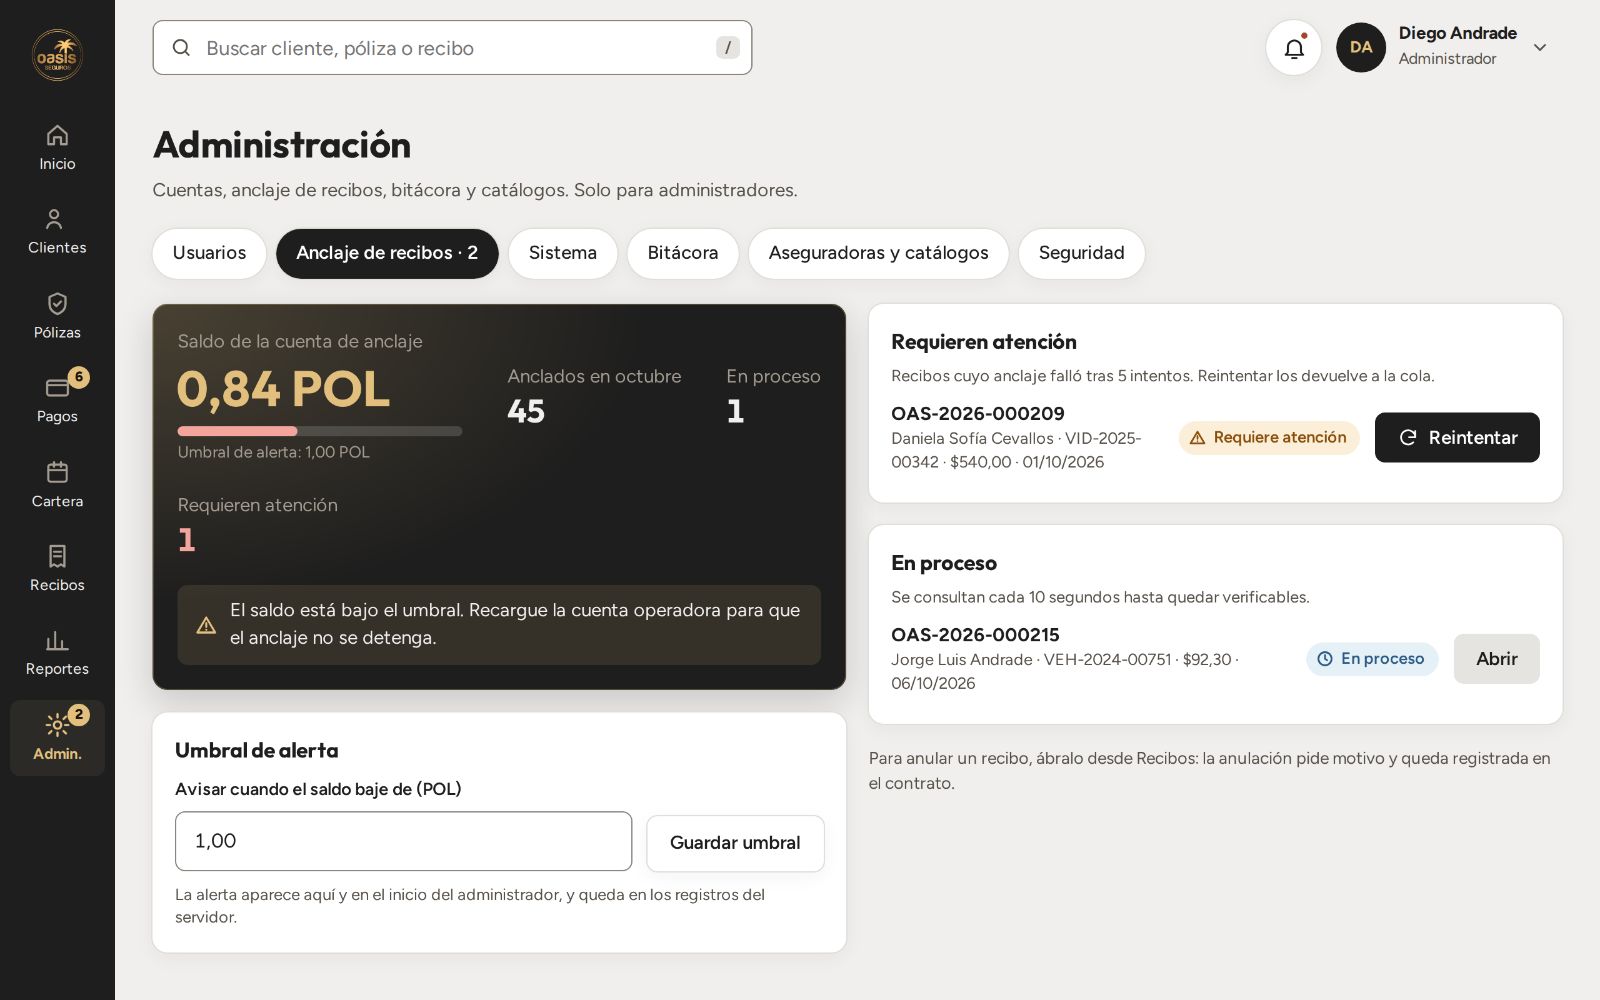 oasis
SEGUROS
Inicio
Clientes
Pólizas
6
Pagos
Cartera
Recibos
Reportes
2
Admin.
Buscar cliente, póliza o recibo
/
DA
Diego Andrade
Administrador
Administración
Cuentas, anclaje de recibos, bitácora y catálogos. Solo para administradores.
Usuarios
Anclaje de recibos · 2
Sistema
Bitácora
Aseguradoras y catálogos
Seguridad
Saldo de la cuenta de anclaje
0,84 POL
Umbral de alerta: 1,00 POL
Anclados en octubre
45
En proceso
1
Requieren atención
1
El saldo está bajo el umbral. Recargue la cuenta operadora para que
el anclaje no se detenga.
Umbral de alerta
Avisar cuando el saldo baje de (POL)
1,00
Guardar umbral
La alerta aparece aquí y en el inicio del administrador, y queda en los registros del
servidor.
Requieren atención
Recibos cuyo anclaje falló tras 5 intentos. Reintentar los devuelve a la cola.
OAS-2026-000209
Daniela Sofía Cevallos · VID-2025-
00342 · $540,00 · 01/10/2026
Requiere atención
Reintentar
En proceso
Se consultan cada 10 segundos hasta quedar verificables.
OAS-2026-000215
Jorge Luis Andrade · VEH-2024-00751 · $92,30 ·
06/10/2026
En proceso
Abrir
Para anular un recibo, ábralo desde Recibos: la anulación pide motivo y queda registrada en
el contrato.